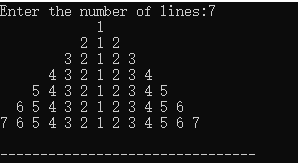 Enter the number of lines:7
            1
          2 1 2
        3 2 1 2 3
      4 3 2 1 2 3 4
    5 4 3 2 1 2 3 4 5
  6 5 4 3 2 1 2 3 4 5 6
7 6 5 4 3 2 1 2 3 4 5 6 7
--------------------------------